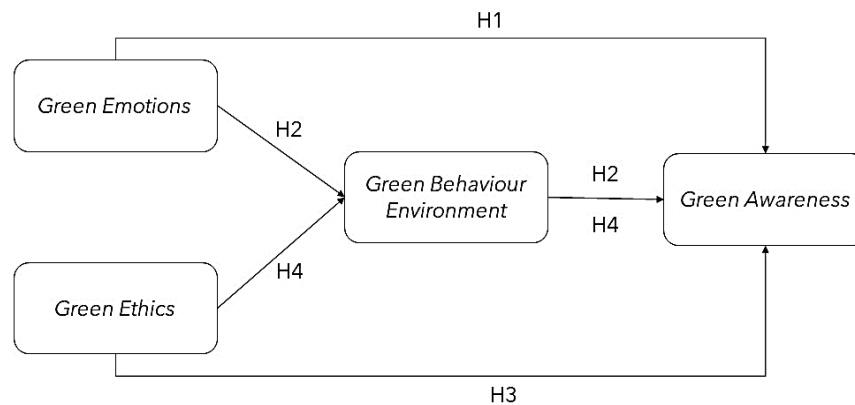 H1
Green Emotions
H2
Green Behaviour
Environment
H2
Green Awareness
H4
H4
Green Ethics
H3